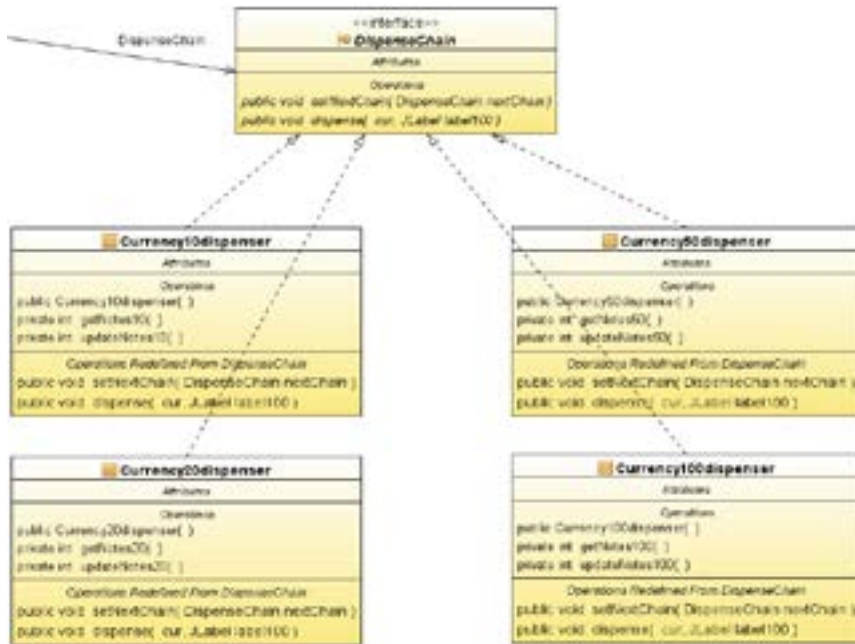 DispenseChain
<<interface>>
DispenseChain
Attributes
Operations
public void setNextChain( DispenseChain nextChain )
public void dispense( cur, JLabel label100 )
Currency10dispenser
Attributes
Operations
public Currency10dispenser( )
private int getNotes10( )
private int updateNotes10( )
Operations Redefined From DispenseChain
public void setNextChain( DispenseChain nextChain )
public void dispense( cur, JLabel label100 )
Currency50dispenser
Attributes
Operations
public Currency50dispenser( )
private int getNotes50( )
private int updateNotes50( )
Operations Redefined From DispenseChain
public void setNextChain( DispenseChain nextChain )
public void dispense( cur, JLabel label100 )
Currency20dispenser
Attributes
Operations
public Currency20dispenser( )
private int getNotes20( )
private int updateNotes20( )
Operations Redefined From DispenseChain
public void setNextChain( DispenseChain nextChain )
public void dispense( cur, JLabel label100 )
Currency100dispenser
Attributes
Operations
public Currency100dispenser( )
private int getNotes100( )
private int updateNotes100( )
Operations Redefined From DispenseChain
public void setNextChain( DispenseChain nextChain )
public void dispense( cur, JLabel label100 )